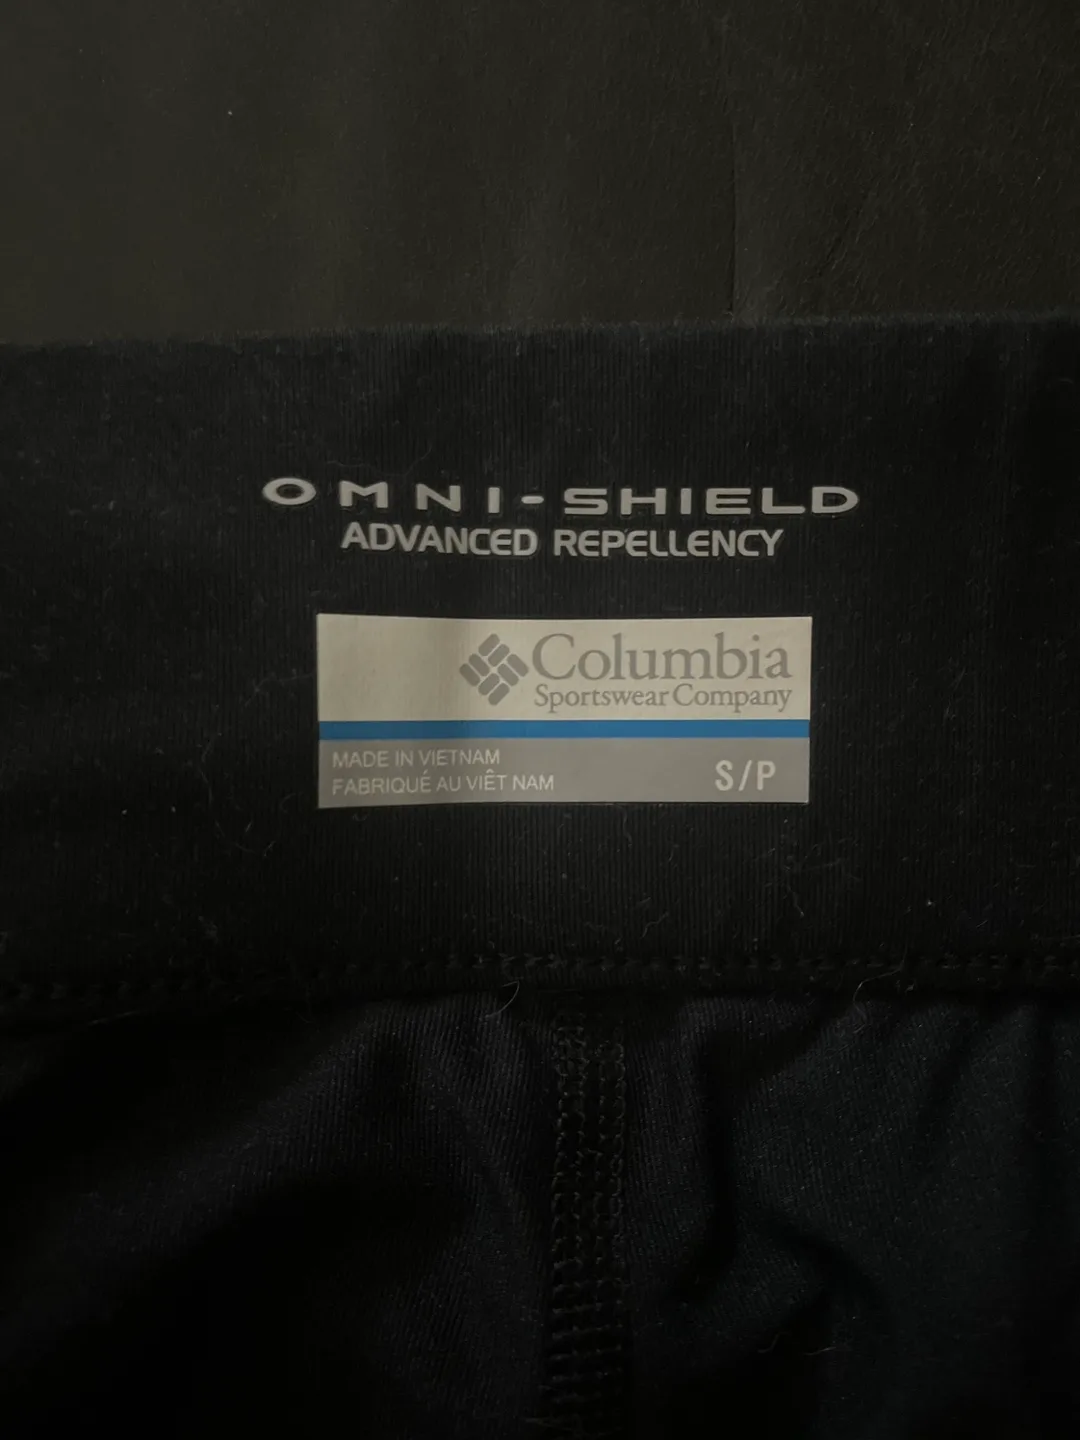 OMNI-SHIELD
ADVANCED REPELLENCY
Columbia
Sportswear Company
MADE IN VIETNAM
FABRIQUÉ AU VIÊT NAM
S/P